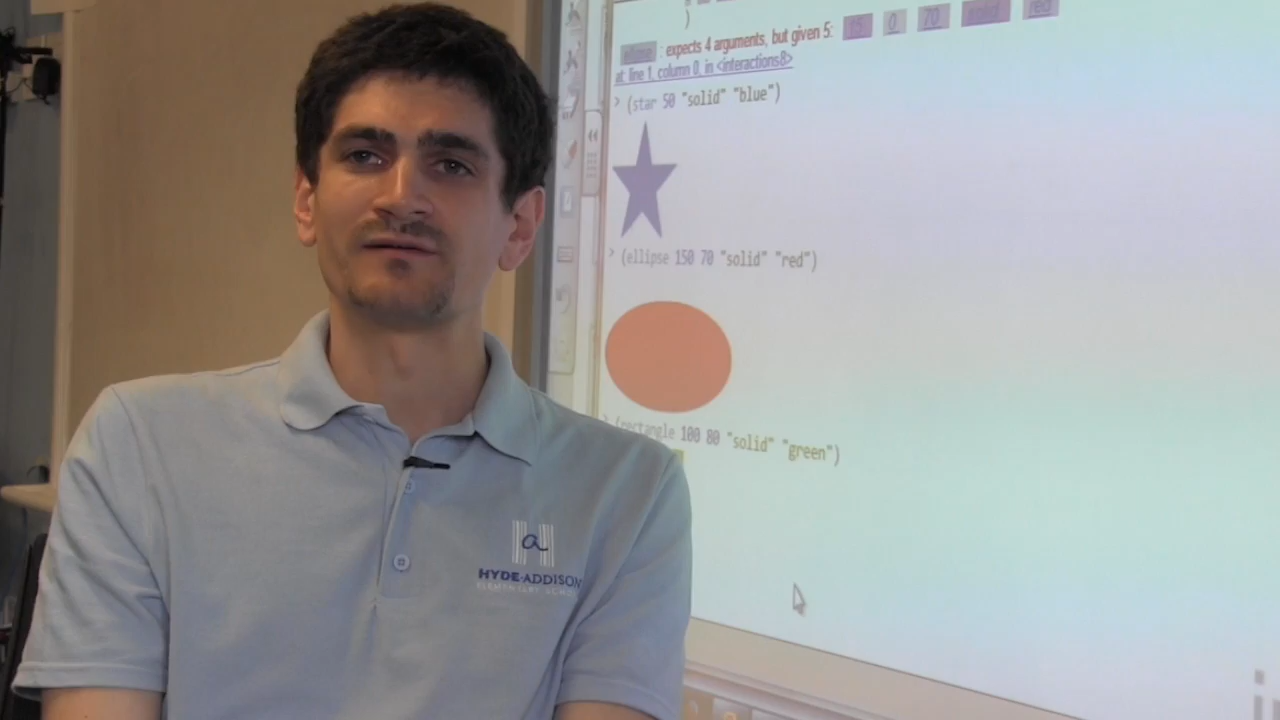 )
ellipse : expects 4 arguments, but given 5: 15 0 70 solid red
at: line 1, column 0, in <interactions8>
> (star 50 "solid" "blue")
> (ellipse 150 70 "solid" "red")
> (rectangle 100 80 "solid" "green")
a
HYDE-ADDISON
ELEMENTARY SCHOOL